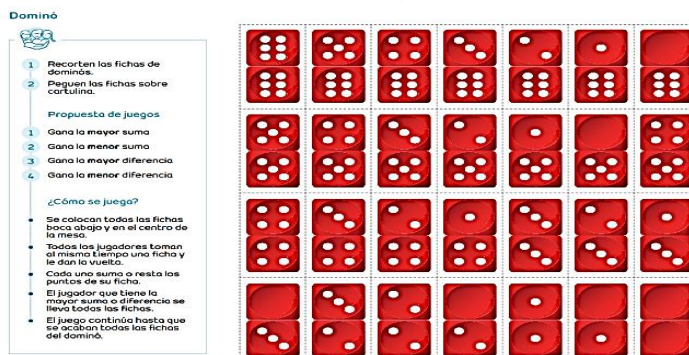 Dominó
1 Recorten las fichas de
dominós.
2 Peguen las fichas sobre
cartulina.
Propuesta de juegos
1 Gana la mayor suma
2 Gana la menor suma
3 Gana la mayor diferencia
4 Gana la menor diferencia
¿Cómo se juega?
• Se colocan todas las fichas
boca abajo y en el centro de
la mesa.
• Todos los jugadores toman
al mismo tiempo una ficha y
le dan la vuelta.
• Cada uno suma o resta los
puntos de su ficha.
• El jugador que tiene la
mayor suma o diferencia se
lleva todas las fichas.
• El juego continúa hasta que
se acaban todas las fichas
del dominó.